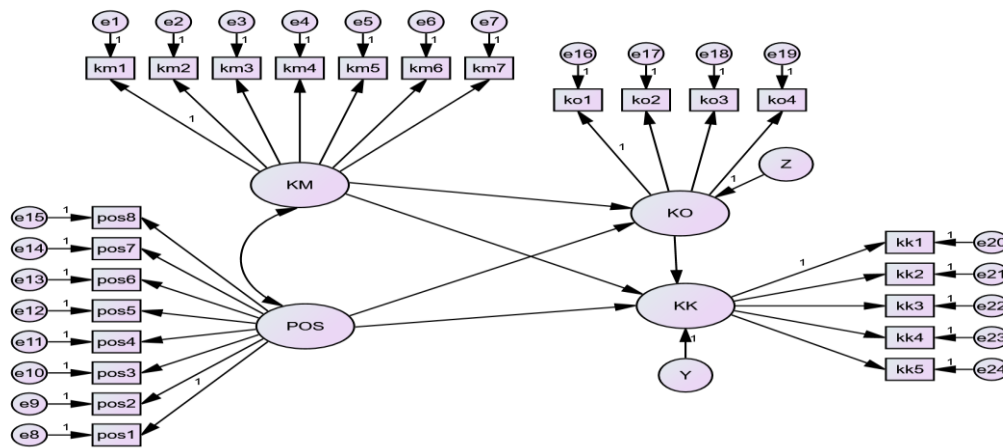 e1 e2 e3 e4 e5 e6 e7
1 1 1 1 1 1 1
km1 km2 km3 km4 km5 km6 km7
1
KM
e16 e17 e18 e19
1 1 1 1
ko1 ko2 ko3 ko4
1
Z
1
KO
e15 1 pos8
e14 1 pos7
e13 1 pos6
e12 1 pos5
e11 1 pos4
e10 1 pos3
e9 1 pos2
e8 1 pos1
1
POS
KK
1
Y
1
kk1 1 e20
kk2 1 e21
kk3 1 e22
kk4 1 e23
kk5 1 e24